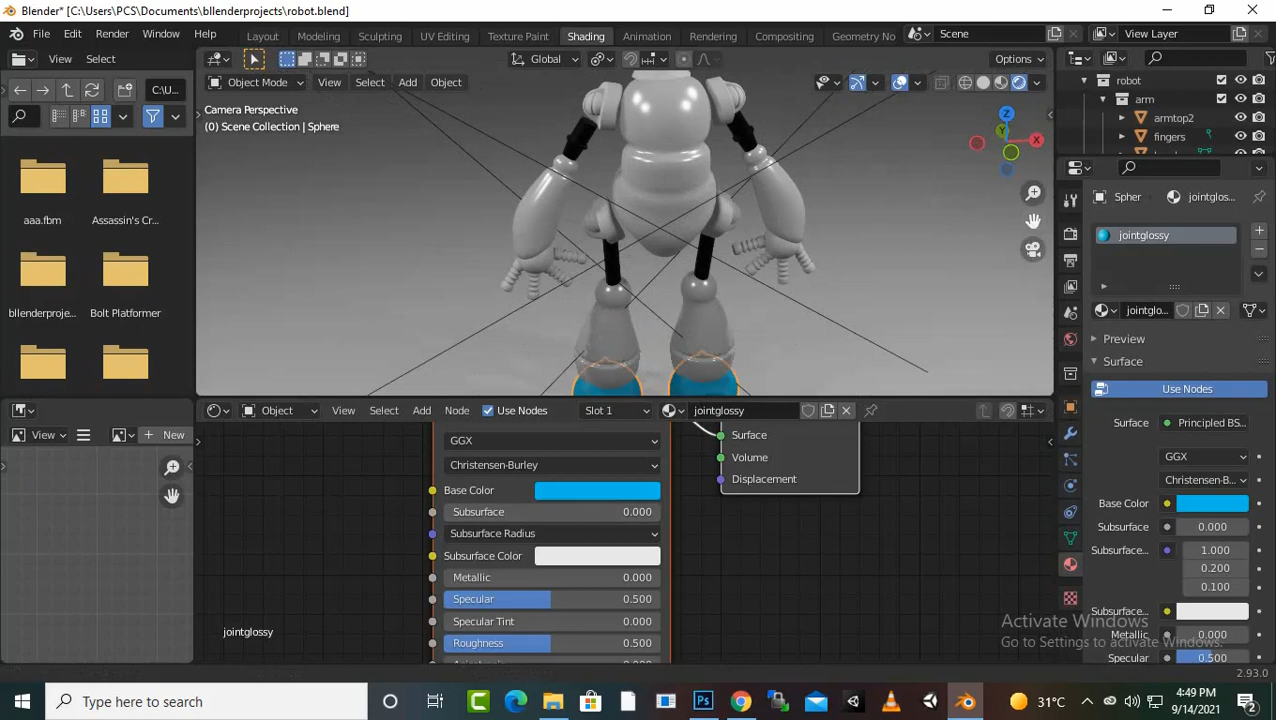 Blender* [C:\Users\PCS\Documents\bllenderprojects\robot.blend]
File Edit Render Window Help
Layout Modeling Sculpting UV Editing Texture Paint Shading Animation Rendering Compositing Geometry No
Scene
View Layer
View Select
Global
Options
Object Mode View Select Add Object
C:\U...
Camera Perspective
(0) Scene Collection | Sphere
robot
arm
armtop2
fingers
X
Y
Z
aaa.fbm
Assassin's Cr...
bllenderproje...
Bolt Platformer
Spher
jointglos...
jointglossy
jointglo...
Preview
Surface
Use Nodes
Surface Principled BS...
GGX
Christensen-B...
Base Color
Subsurface 0.000
Subsurface... 1.000
0.200
0.100
Subsurface...
Metallic 0.000
Specular 0.500
View
New
Object View Select Add Node Use Nodes Slot 1 jointglossy
GGX
Christensen-Burley
Base Color
Subsurface 0.000
Subsurface Radius
Subsurface Color
Metallic 0.000
Specular 0.500
Specular Tint 0.000
Roughness 0.500
Surface
Volume
Displacement
jointglossy
Activate Windows
Go to Settings to activate Windows.
2.93.0
Type here to search
31°C
4:49 PM
9/14/2021